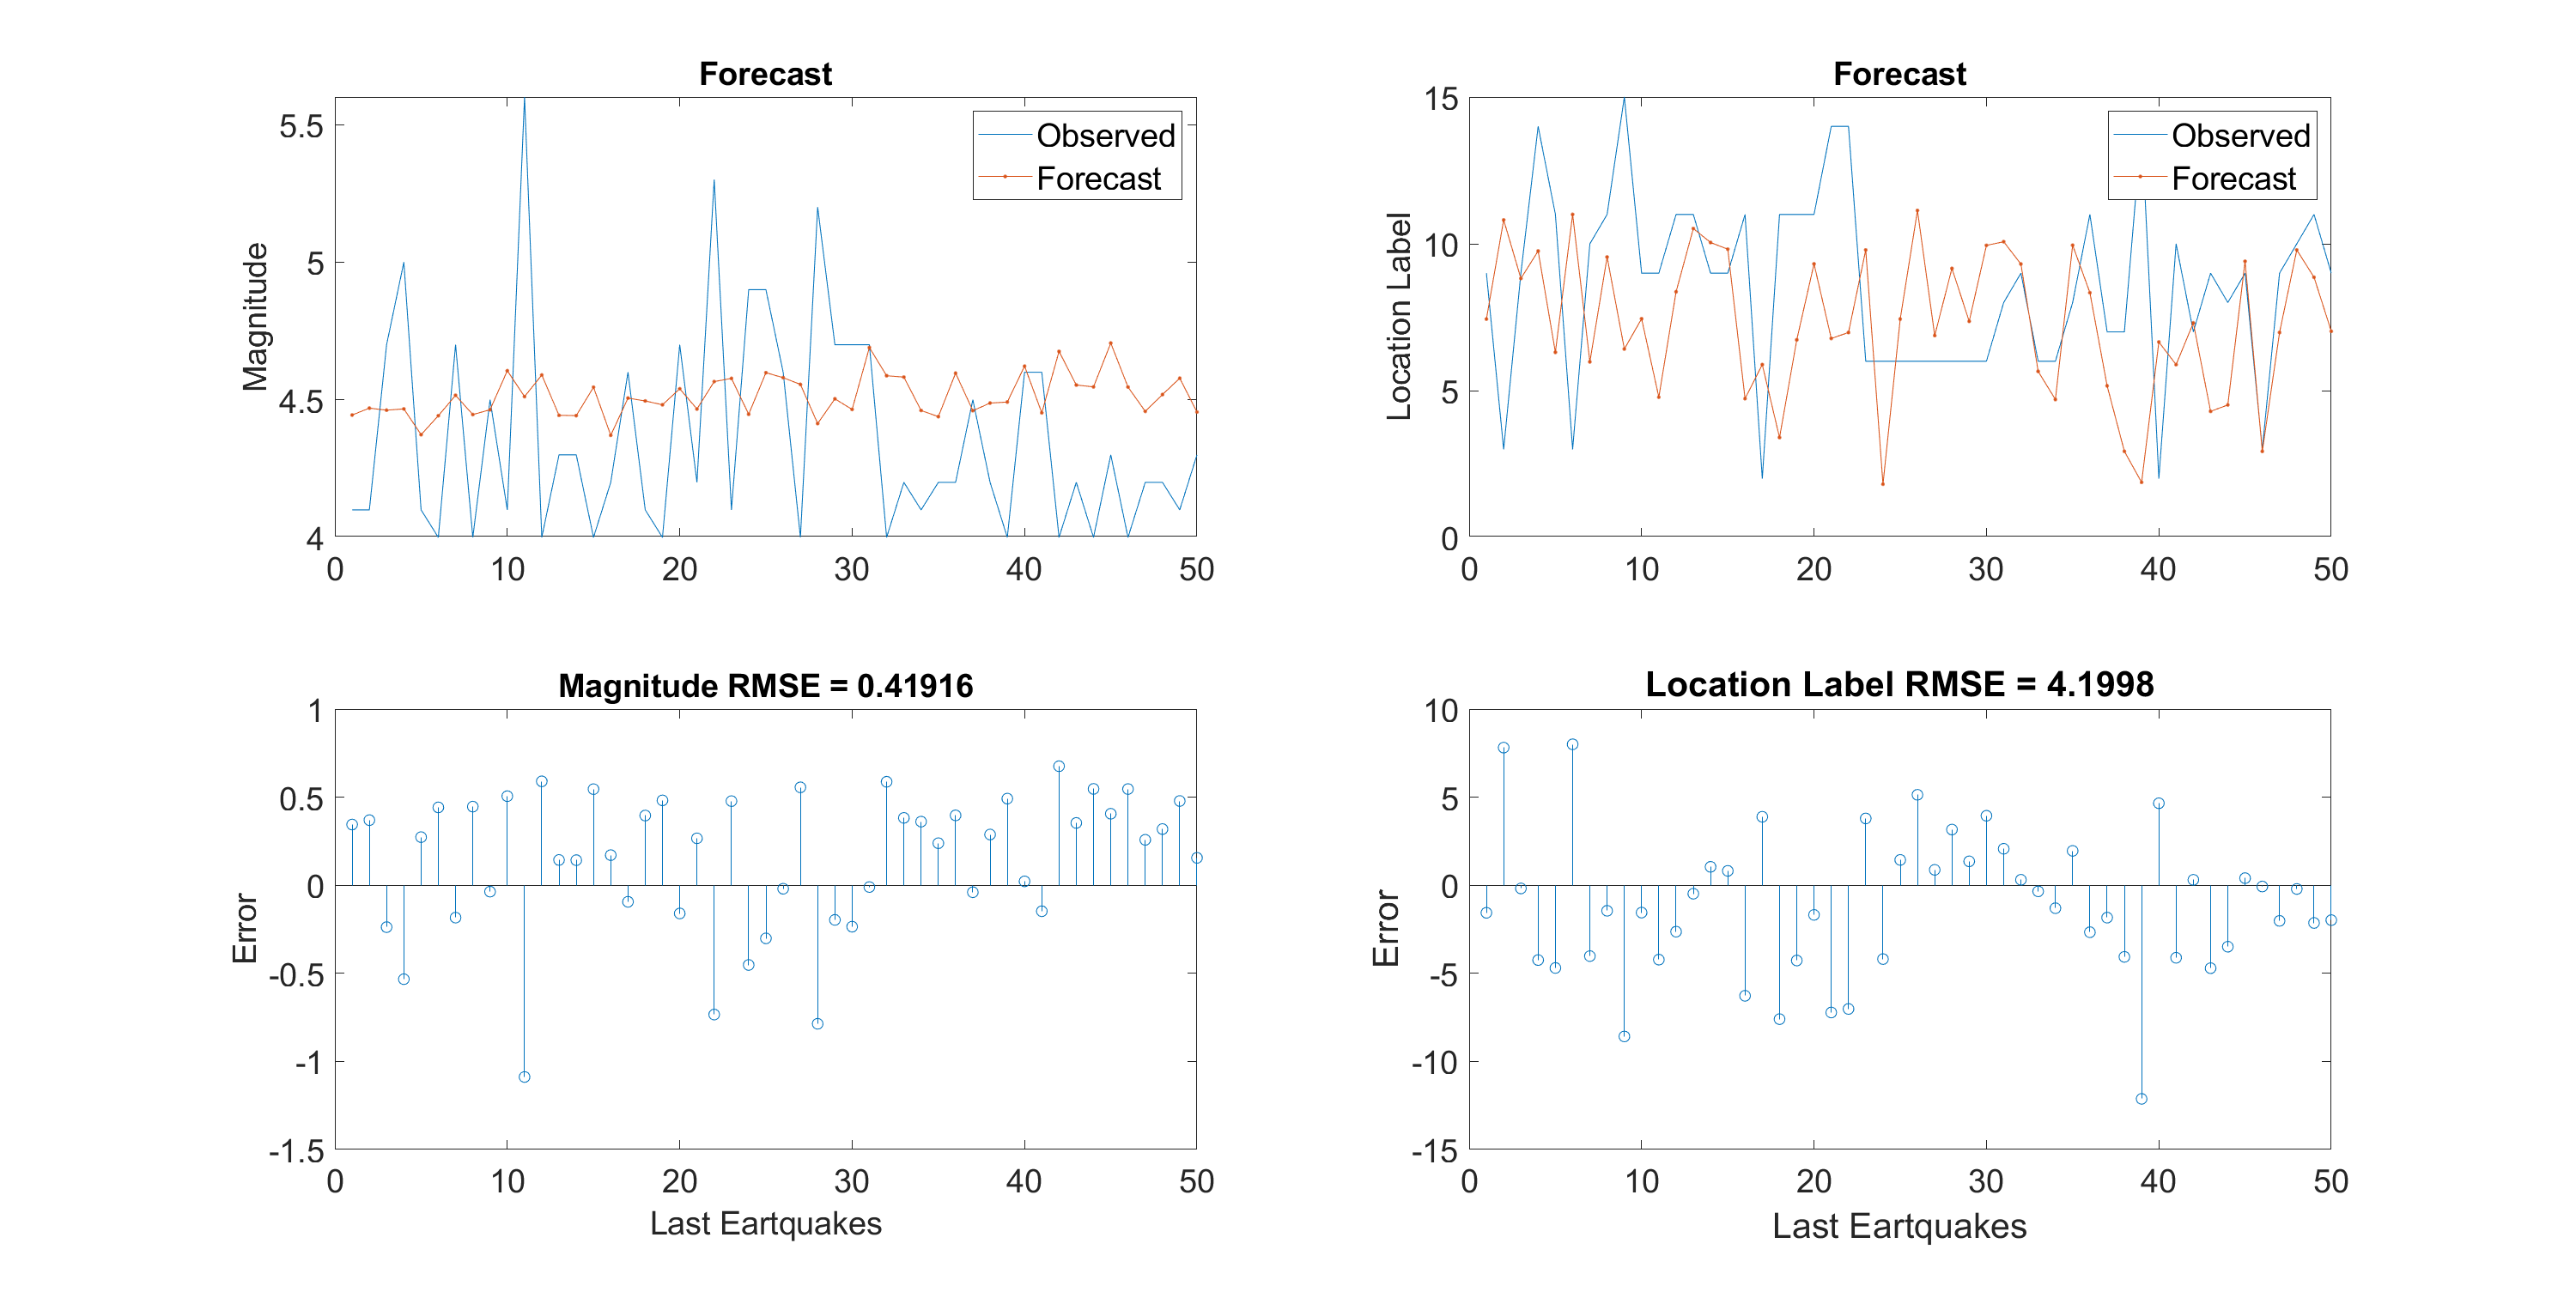 Forecast
5.5
5
4.5
4
Magnitude
Observed
Forecast
0 10 20 30 40 50
Forecast
15
10
5
0
Location Label
Observed
Forecast
0 10 20 30 40 50
Magnitude RMSE = 0.41916
1
0.5
0
-0.5
-1
-1.5
Error
0 10 20 30 40 50
Last Eartquakes
Location Label RMSE = 4.1998
10
5
0
-5
-10
-15
Error
0 10 20 30 40 50
Last Eartquakes